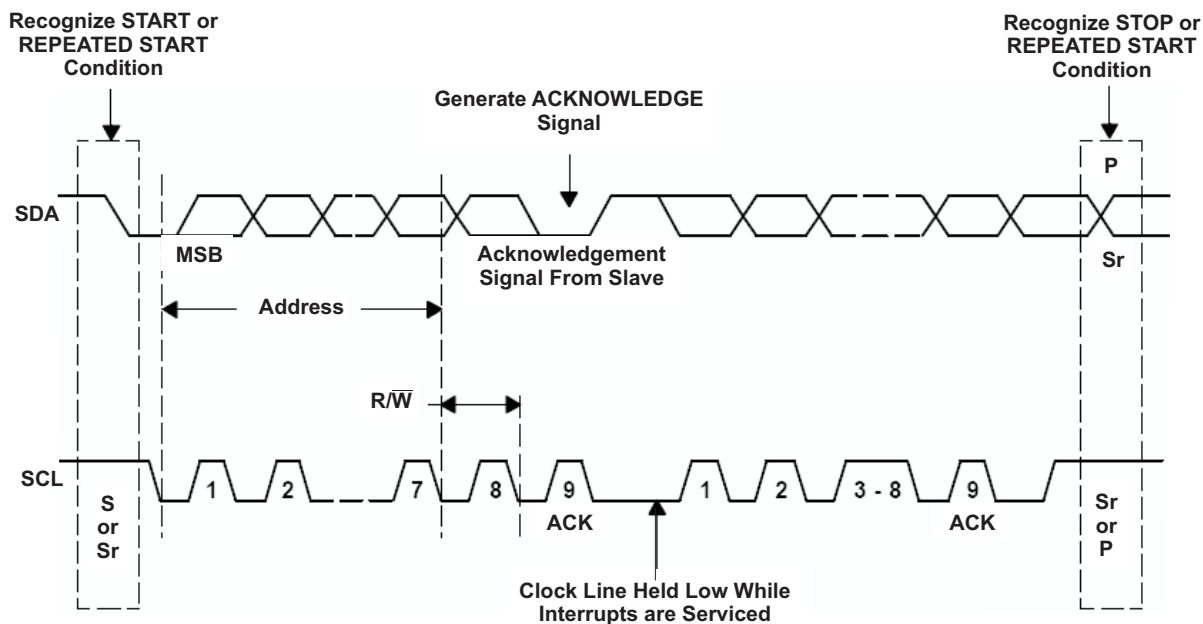 Recognize START or
REPEATED START
Condition
Recognize STOP or
REPEATED START
Condition
Generate ACKNOWLEDGE
Signal
P
SDA
MSB
Acknowledgement
Signal From Slave
Sr
Address
R/W̅
SCL
1
2
7
8
9
1
2
3 - 8
9
ACK
ACK
S
or
Sr
Sr
or
P
Clock Line Held Low While
Interrupts are Serviced